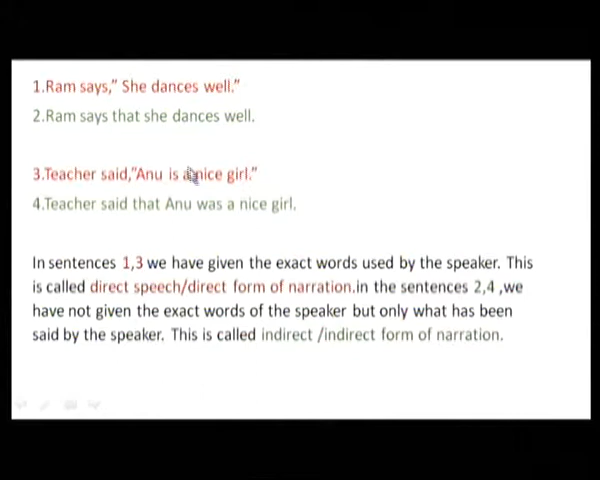 1.Ram says,” She dances well.”
2.Ram says that she dances well.
3.Teacher said,”Anu is a nice girl.”
4.Teacher said that Anu was a nice girl.
In sentences 1,3 we have given the exact words used by the speaker. This
is called direct speech/direct form of narration.in the sentences 2,4 ,we
have not given the exact words of the speaker but only what has been
said by the speaker. This is called indirect /indirect form of narration.